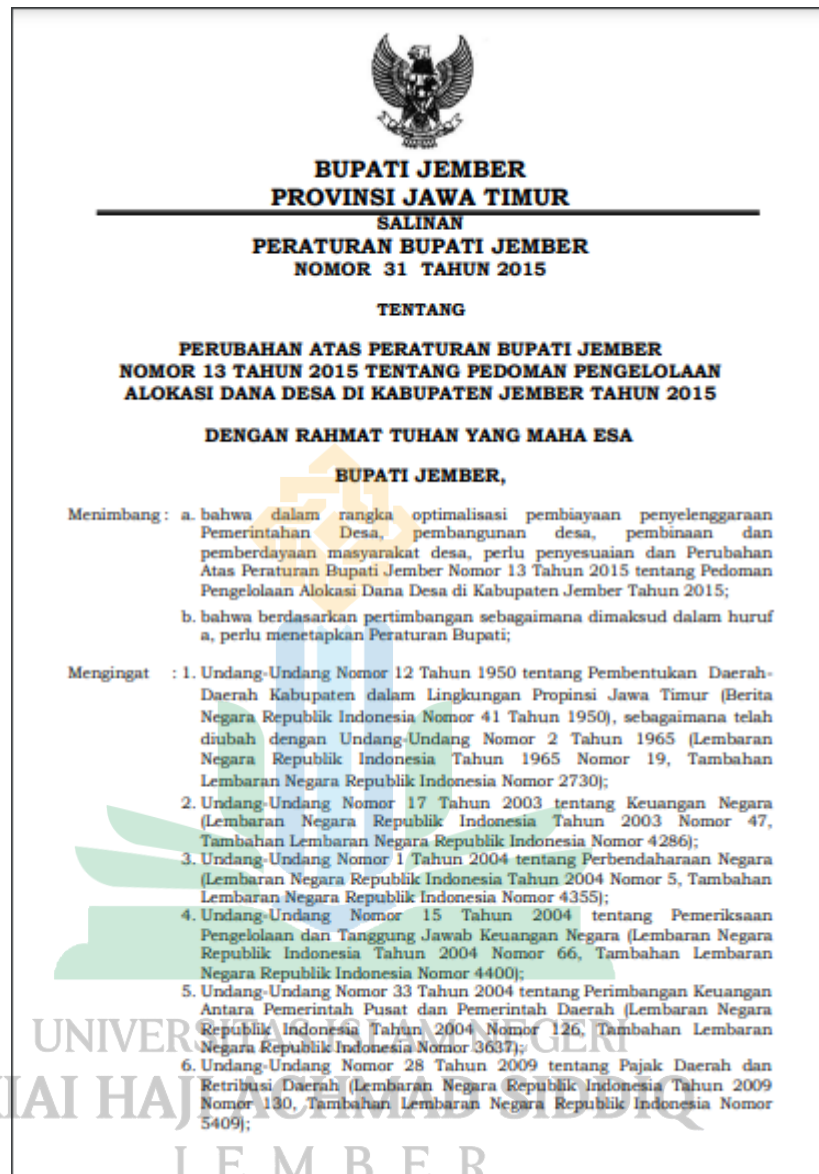 BUPATI JEMBER
PROVINSI JAWA TIMUR
SALINAN
PERATURAN BUPATI JEMBER
NOMOR 31 TAHUN 2015
TENTANG
PERUBAHAN ATAS PERATURAN BUPATI JEMBER
NOMOR 13 TAHUN 2015 TENTANG PEDOMAN PENGELOLAAN
ALOKASI DANA DESA DI KABUPATEN JEMBER TAHUN 2015
DENGAN RAHMAT TUHAN YANG MAHA ESA
BUPATI JEMBER,
Menimbang : a. bahwa dalam rangka optimalisasi pembiayaan penyelenggaraan
Pemerintahan Desa, pembangunan desa, pembinaan dan
pemberdayaan masyarakat desa, perlu penyesuaian dan Perubahan
Atas Peraturan Bupati Jember Nomor 13 Tahun 2015 tentang Pedoman
Pengelolaan Alokasi Dana Desa di Kabupaten Jember Tahun 2015;
b. bahwa berdasarkan pertimbangan sebagaimana dimaksud dalam huruf
a, perlu menetapkan Peraturan Bupati;
Mengingat : 1. Undang-Undang Nomor 12 Tahun 1950 tentang Pembentukan Daerah-
Daerah Kabupaten dalam Lingkungan Propinsi Jawa Timur (Berita
Negara Republik Indonesia Nomor 41 Tahun 1950), sebagaimana telah
diubah dengan Undang-Undang Nomor 2 Tahun 1965 (Lembaran
Negara Republik Indonesia Tahun 1965 Nomor 19, Tambahan
Lembaran Negara Republik Indonesia Nomor 2730);
2. Undang-Undang Nomor 17 Tahun 2003 tentang Keuangan Negara
(Lembaran Negara Republik Indonesia Tahun 2003 Nomor 47,
Tambahan Lembaran Negara Republik Indonesia Nomor 4286);
3. Undang-Undang Nomor 1 Tahun 2004 tentang Perbendaharaan Negara
(Lembaran Negara Republik Indonesia Tahun 2004 Nomor 5, Tambahan
Lembaran Negara Republik Indonesia Nomor 4355);
4. Undang-Undang Nomor 15 Tahun 2004 tentang Pemeriksaan
Pengelolaan dan Tanggung Jawab Keuangan Negara (Lembaran Negara
Republik Indonesia Tahun 2004 Nomor 66, Tambahan Lembaran
Negara Republik Indonesia Nomor 4400);
5. Undang-Undang Nomor 33 Tahun 2004 tentang Perimbangan Keuangan
Antara Pemerintah Pusat dan Pemerintah Daerah (Lembaran Negara
Republik Indonesia Tahun 2004 Nomor 126, Tambahan Lembaran
Negara Republik Indonesia Nomor 3637);
6. Undang-Undang Nomor 28 Tahun 2009 tentang Pajak Daerah dan
Retribusi Daerah (Lembaran Negara Republik Indonesia Tahun 2009
Nomor 130, Tambahan Lembaran Negara Republik Indonesia Nomor
5409);
UNIVERSITAS ISLAM NEGERI
KIAI HAJI ACHMAD SIDDIQ
JEMBER